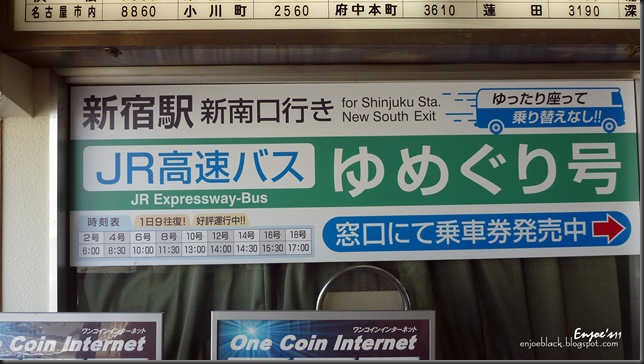 名古屋市内 8860 小川町 2560 府中本町 3610 蓮田 3190 深
新宿駅 新南口行き for Shinjuku Sta. New South Exit
ゆったり座って
乗り替えなし!!
JR高速バス ゆめぐり号
JR Expressway-Bus
時刻表 1日9往復! 好評運行中!!
2号 4号 6号 8号 10号 12号 14号 16号 18号
6:00 8:30 10:00 11:30 13:00 14:00 14:30 15:30 17:00
窓口にて乗車券発売中
ワンコインインターネット ワンコインインターネット
Coin Internet One Coin Internet
Enjoe's11
enjoeblack.blogspot.com